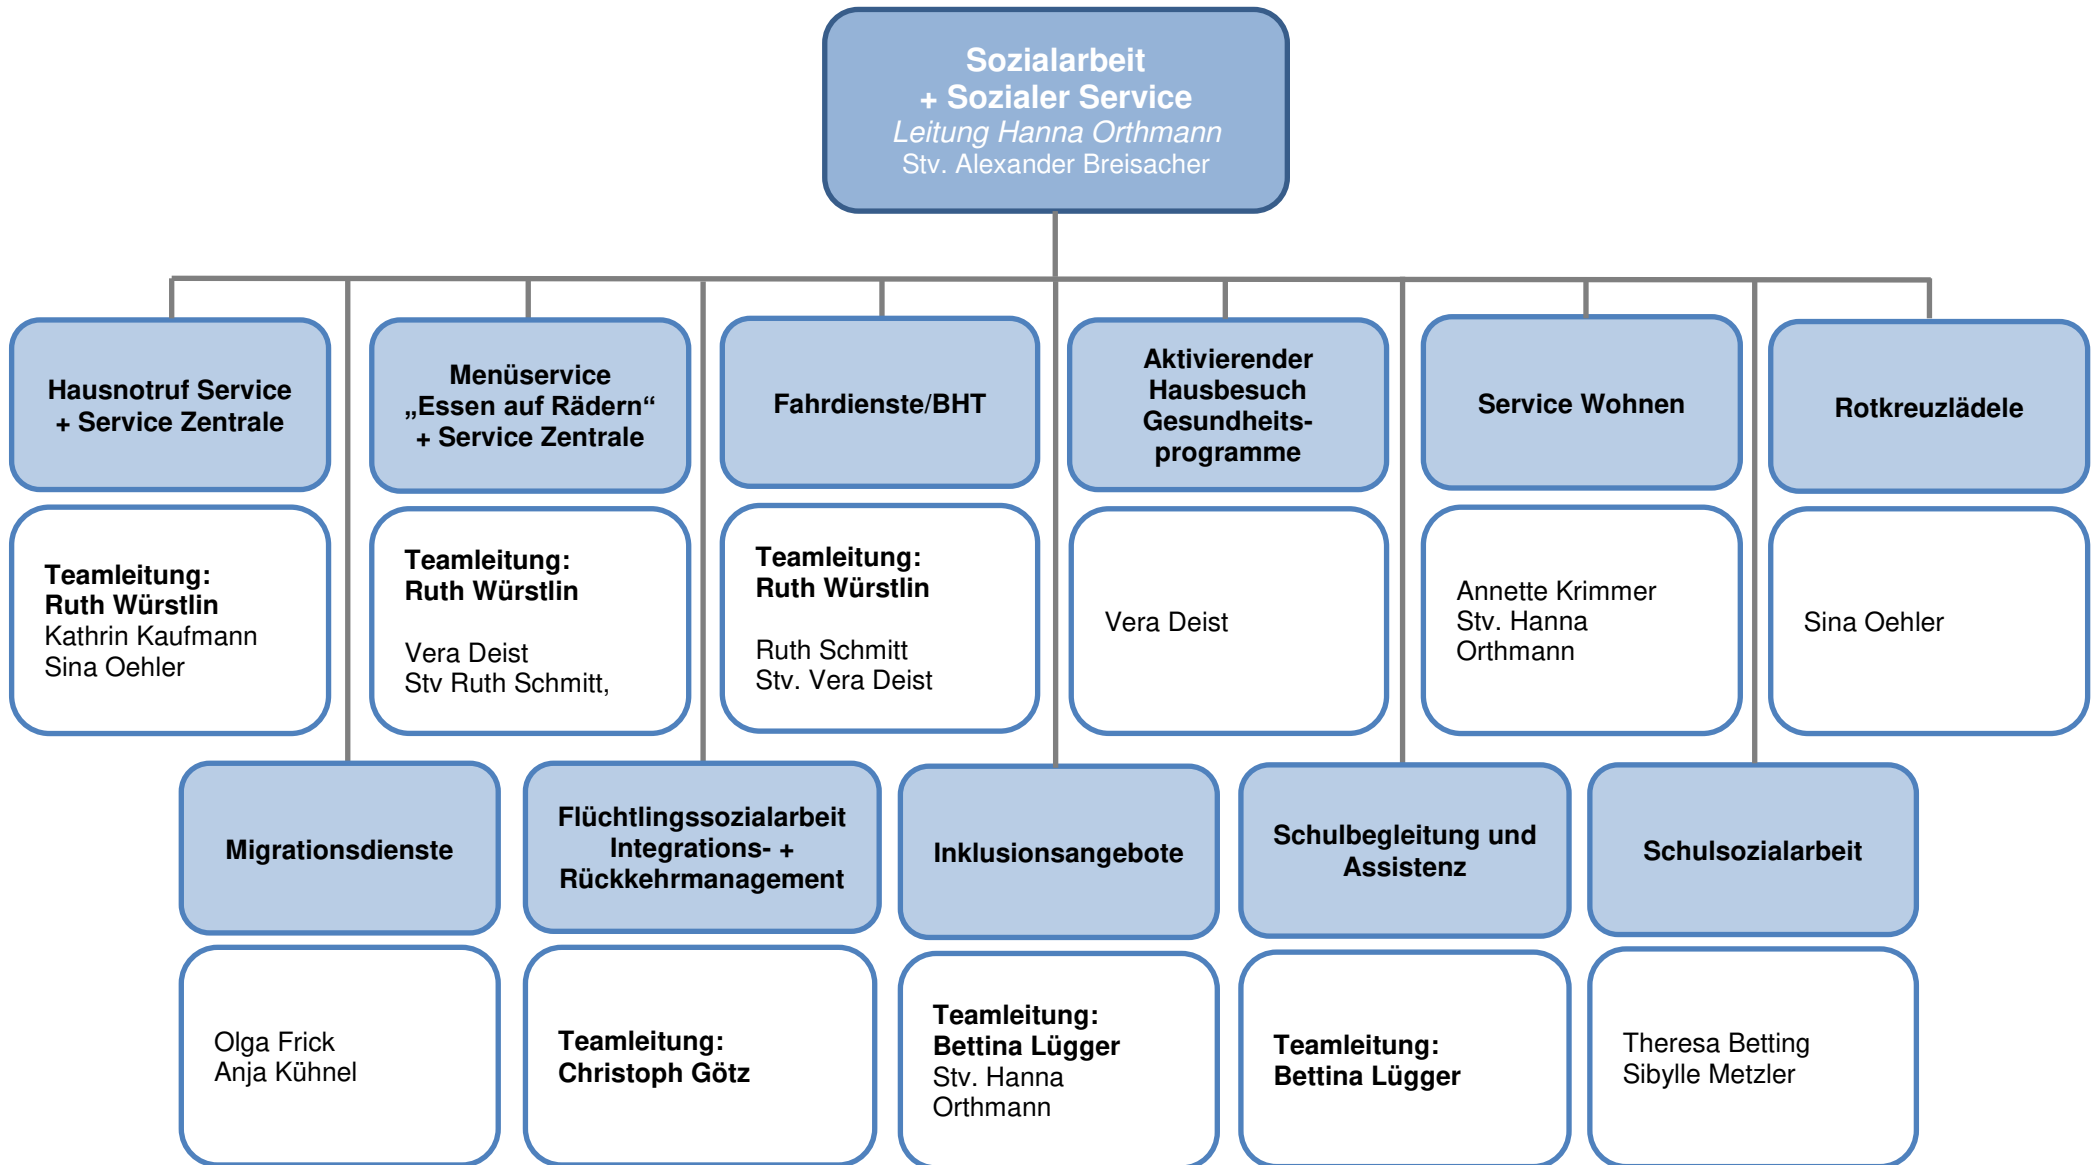 Sozialarbeit
+ Sozialer Service
Leitung Hanna Orthmann
Stv. Alexander Breisacher
Hausnotruf Service
+ Service Zentrale
Menüservice
„Essen auf Rädern“
+ Service Zentrale
Fahrdienste/BHT
Aktivierender
Hausbesuch
Gesundheits-
programme
Service Wohnen
Rotkreuzlädele
Teamleitung:
Ruth Würstlin
Kathrin Kaufmann
Sina Oehler
Teamleitung:
Ruth Würstlin
Vera Deist
Stv Ruth Schmitt,
Teamleitung:
Ruth Würstlin
Ruth Schmitt
Stv. Vera Deist
Vera Deist
Annette Krimmer
Stv. Hanna
Orthmann
Sina Oehler
Migrationsdienste
Flüchtlingssozialarbeit
Integrations- +
Rückkehrmanagement
Inklusionsangebote
Schulbegleitung und
Assistenz
Schulsozialarbeit
Olga Frick
Anja Kühnel
Teamleitung:
Christoph Götz
Teamleitung:
Bettina Lügger
Stv. Hanna
Orthmann
Teamleitung:
Bettina Lügger
Theresa Betting
Sibylle Metzler